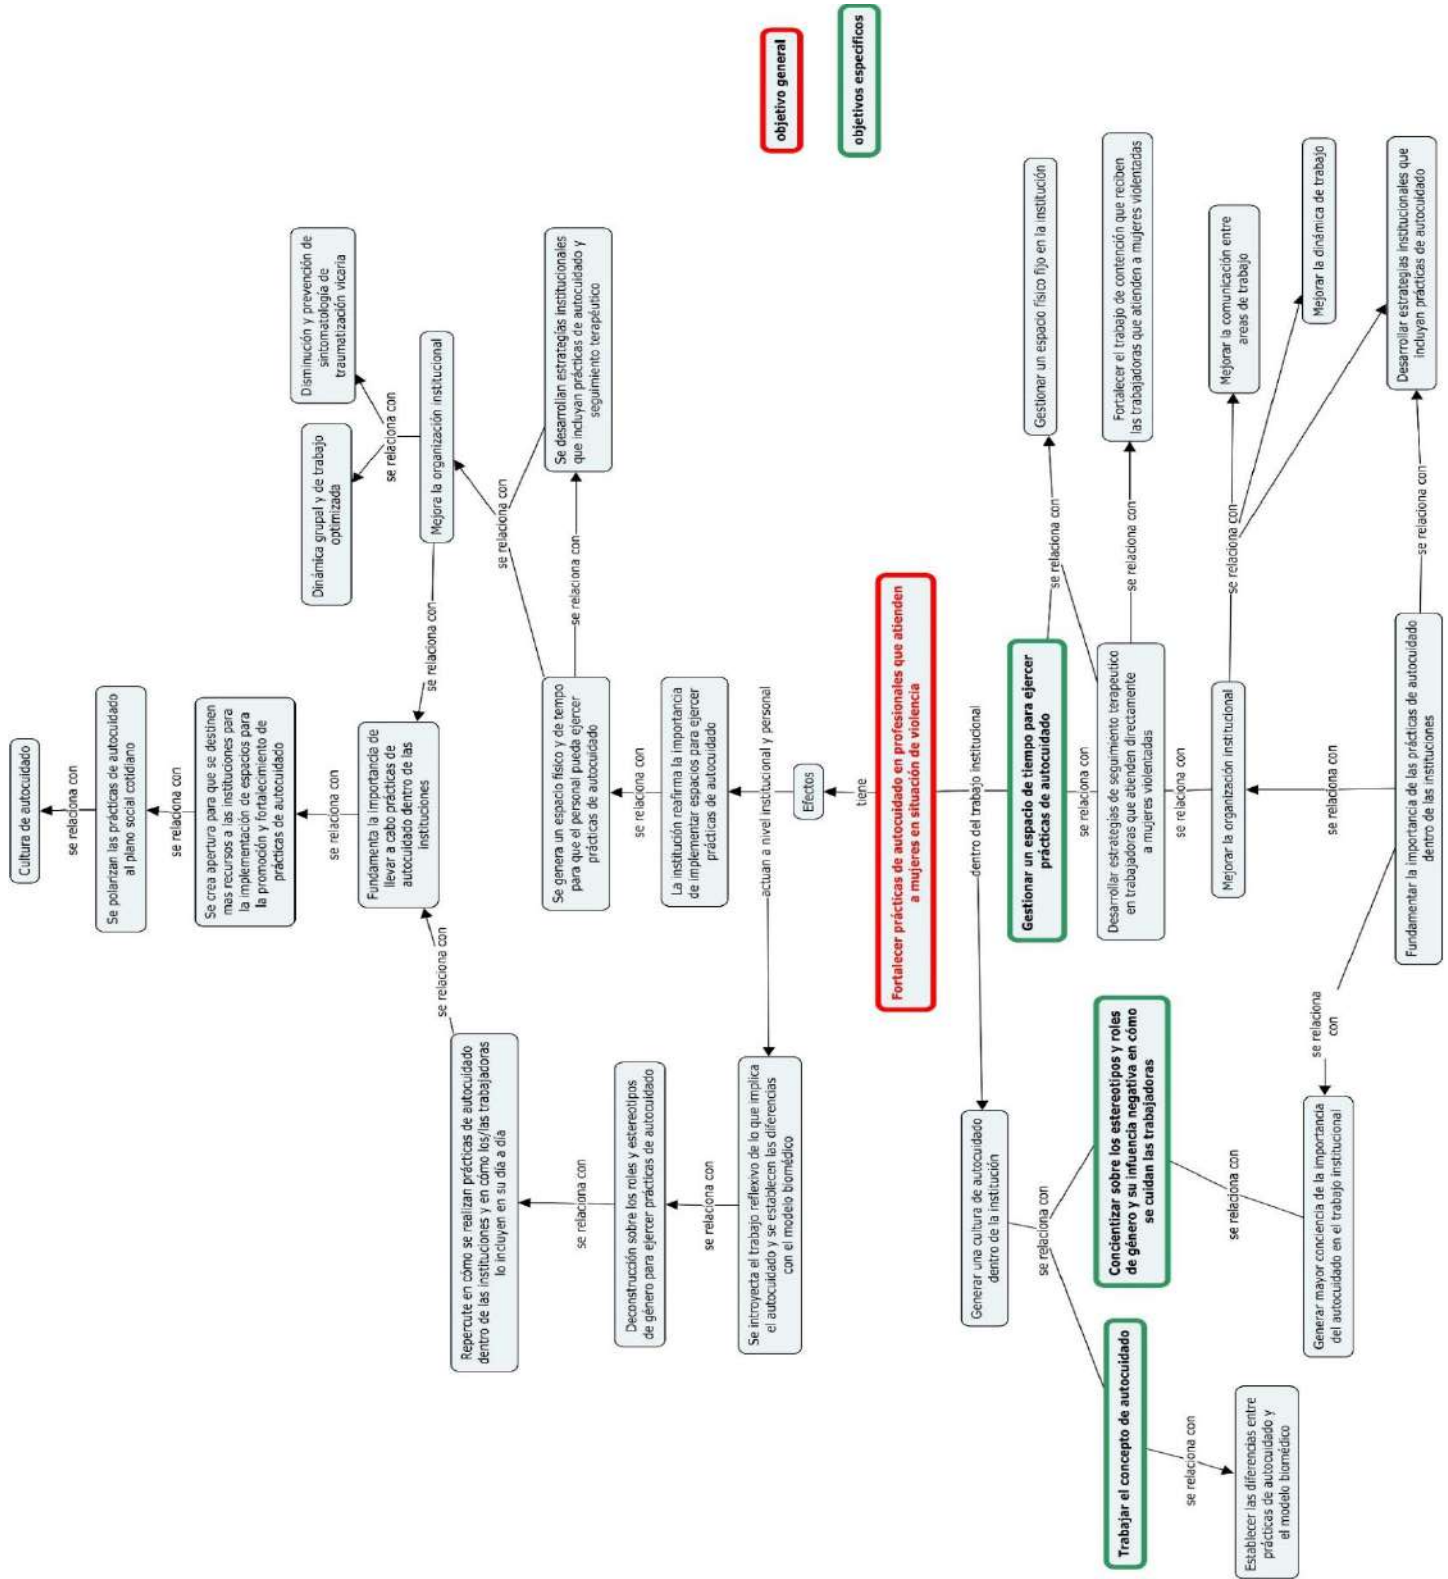 Cultura de autocuidado
se relaciona con
Se polarizan las prácticas de autocuidado
al plano social cotidiano
se relaciona con
Se crea apertura para que se destinen
mas recursos a las instituciones para
la implementación de espacios para
la promoción y fortalecimiento de
prácticas de autocuidado
se relaciona con
Fundamenta la importancia de
llevar a cabo prácticas de
autocuidado dentro de las
instituciones
se relaciona con
se relaciona con
Repercute en cómo se realizan prácticas de autocuidado
dentro de las instituciones y en cómo los/las trabajadoras
lo incluyen en su día a día
se relaciona con
Deconstrucción sobre los roles y estereotipos
de género para ejercer prácticas de autocuidado
se relaciona con
Se introyecta el trabajo reflexivo de lo que implica
el autocuidado y se establecen las diferencias
con el modelo biomédico
Dinámica grupal y de trabajo
optimizada
Disminución y prevención de
sintomatología de
traumatización vicaria
se relaciona con
Mejora la organización institucional
se relaciona con
Se desarrollan estrategias institucionales
que incluyan prácticas de autocuidado y
seguimiento terapéutico
se relaciona con
Se genera un espacio físico y de tempo
para que el personal pueda ejercer
prácticas de autocuidado
se relaciona con
La institución reafirma la importancia
de implementar espacios para ejercer
prácticas de autocuidado
actuan a nivel institucional y personal
Efectos
tiene
Fortalecer prácticas de autocuidado en profesionales que atienden
a mujeres en situación de violencia
objetivo general
objetivos específicos
dentro del trabajo institucional
Generar una cultura de autocuidado
dentro de la institución
se relaciona con
Trabajar el concepto de autocuidado
se relaciona con
Establecer las diferencias entre
prácticas de autocuidado y
el modelo biomédico
Concientizar sobre los estereotipos y roles
de género y su infuencia negativa en cómo
se cuidan las trabajadoras
se relaciona con
Generar mayor conciencia de la importancia
del autocuidado en el trabajo institucional
se relaciona
con
Gestionar un espacio de tiempo para ejercer
prácticas de autocuidado
se relaciona con
Gestionar un espacio físico fijo en la institución
se relaciona con
Desarrollar estrategias de seguimiento terapeutico
en trabajadoras que atienden directamente
a mujeres violentadas
se relaciona con
Fortalecer el trabajo de contención que reciben
las trabajadoras que atienden a mujeres violentadas
se relaciona con
Mejorar la organización institucional
se relaciona con
Mejorar la comunicación entre
areas de trabajo
Mejorar la dinámica de trabajo
se relaciona con
Fundamentar la importancia de las prácticas de autocuidado
dentro de las instituciones
se relaciona con
Desarrollar estrategias institucionales que
incluyan prácticas de autocuidado